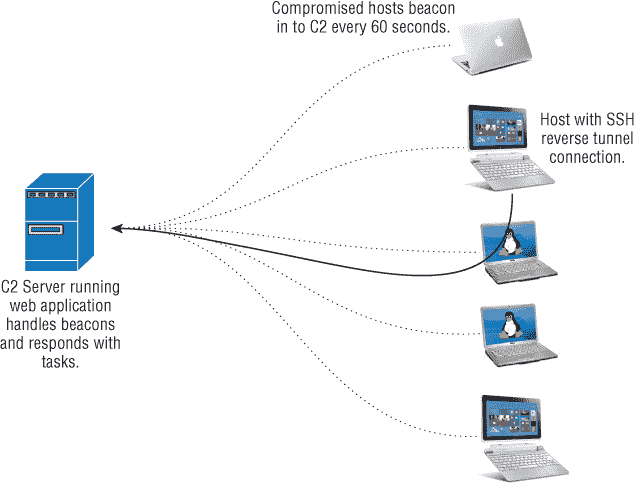 Compromised hosts beacon
in to C2 every 60 seconds.
Host with SSH
reverse tunnel
connection.
C2 Server running
web application
handles beacons
and responds with
tasks.